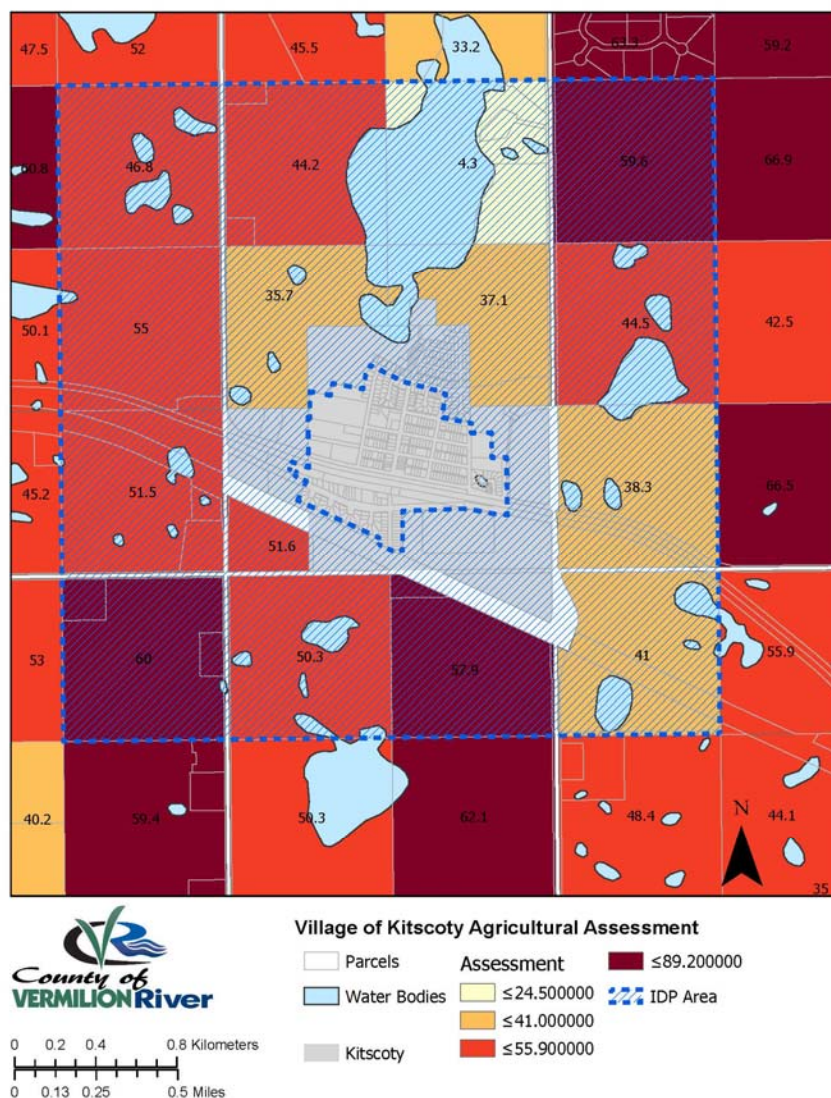 47.5 52 45.5 33.2 63.3 59.2
60.8 46.8 44.2 4.3 59.6 66.9
50.1 55 35.7 37.1 44.5 42.5
45.2 51.5 51.6 38.3 66.5
53 60 50.3 57.9 41 55.9
40.2 59.4 50.3 62.1 48.4 44.1
35
N
County of
VERMILION River
0 0.2 0.4 0.8 Kilometers
0 0.13 0.25 0.5 Miles
Village of Kitscoty Agricultural Assessment
Parcels
Water Bodies
Kitscoty
Assessment
≤24.500000
≤41.000000
≤55.900000
≤89.200000
IDP Area